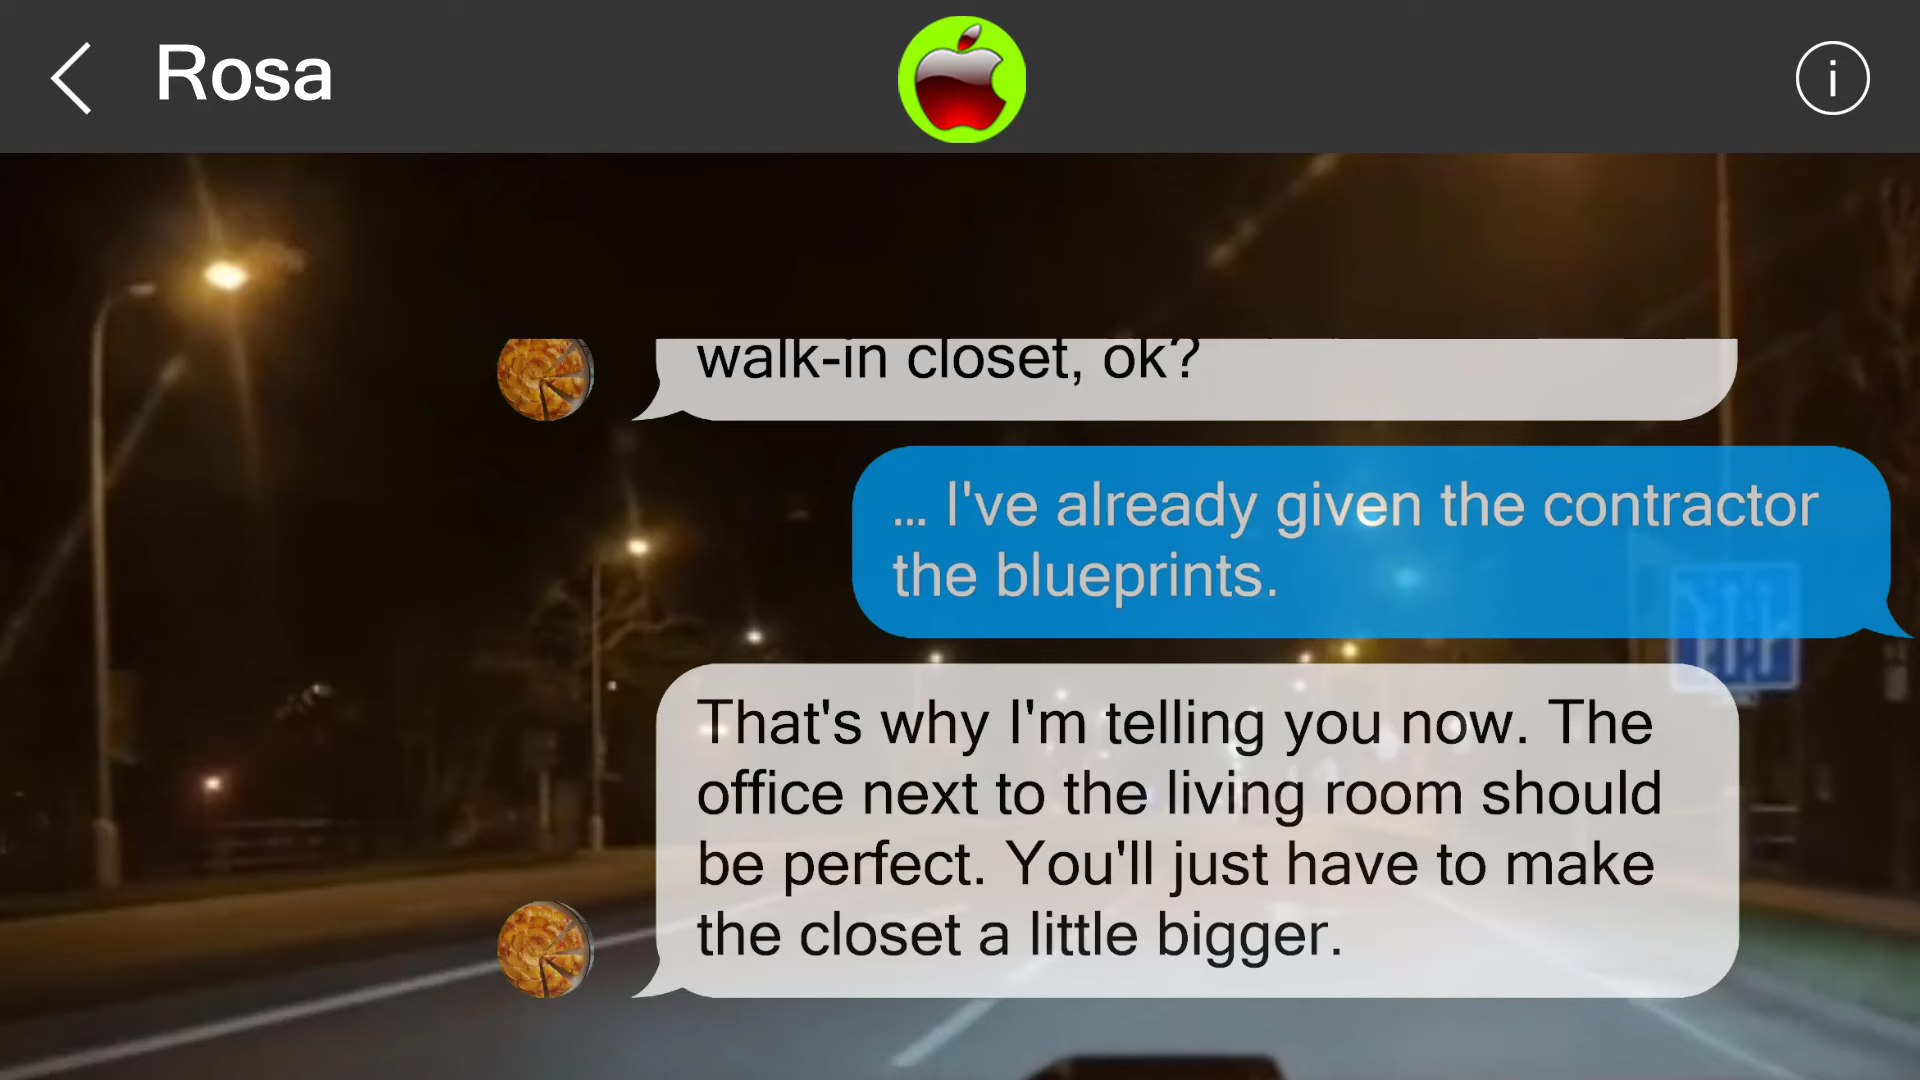 Rosa
i
walk-in closet, ok?
... I've already given the contractor
the blueprints.
That's why I'm telling you now. The
office next to the living room should
be perfect. You'll just have to make
the closet a little bigger.